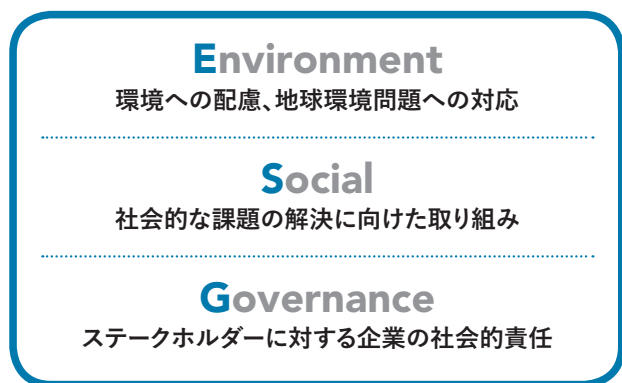 Environment
環境への配慮、地球環境問題への対応
Social
社会的な課題の解決に向けた取り組み
Governance
ステークホルダーに対する企業の社会的責任